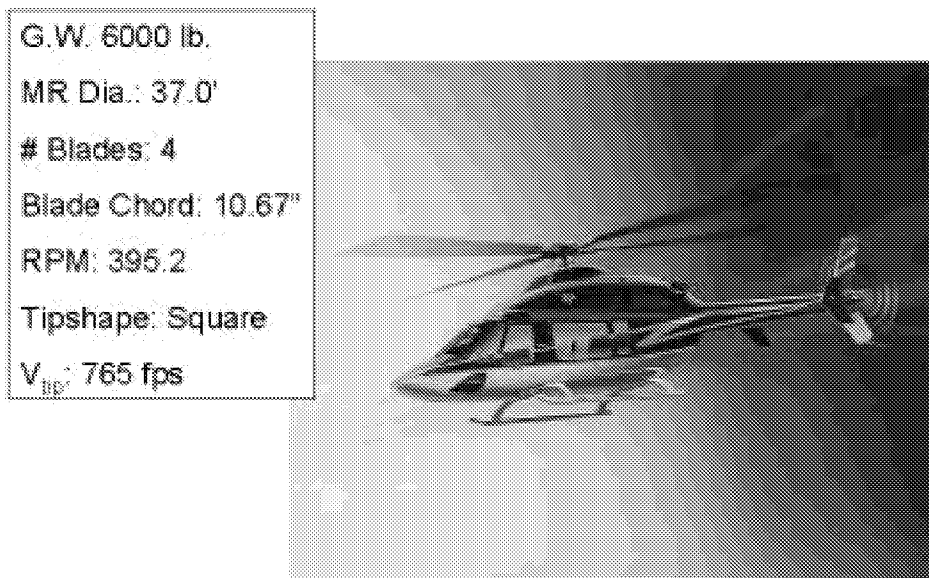 G.W. 6000 lb.
MR Dia.: 37.0'
# Blades: 4
Blade Chord: 10.67"
RPM: 395.2
Tipshape: Square
Vtip: 765 fps